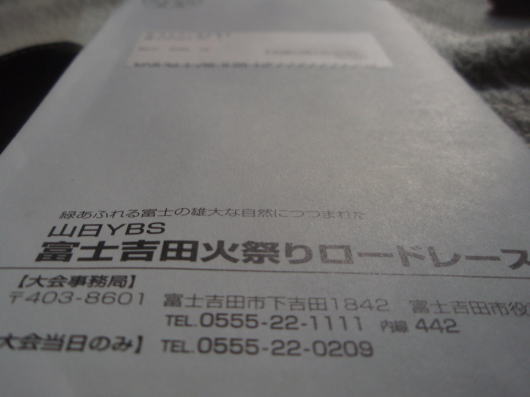 緑あふれる富士の雄大な自然につつまれた
山日YBS
富士吉田火祭りロードレース
【大会事務局】
〒403-8601 富士吉田市下吉田1842 富士吉田市役
TEL.0555-22-1111 内線 442
大会当日のみ】 TEL.0555-22-0209